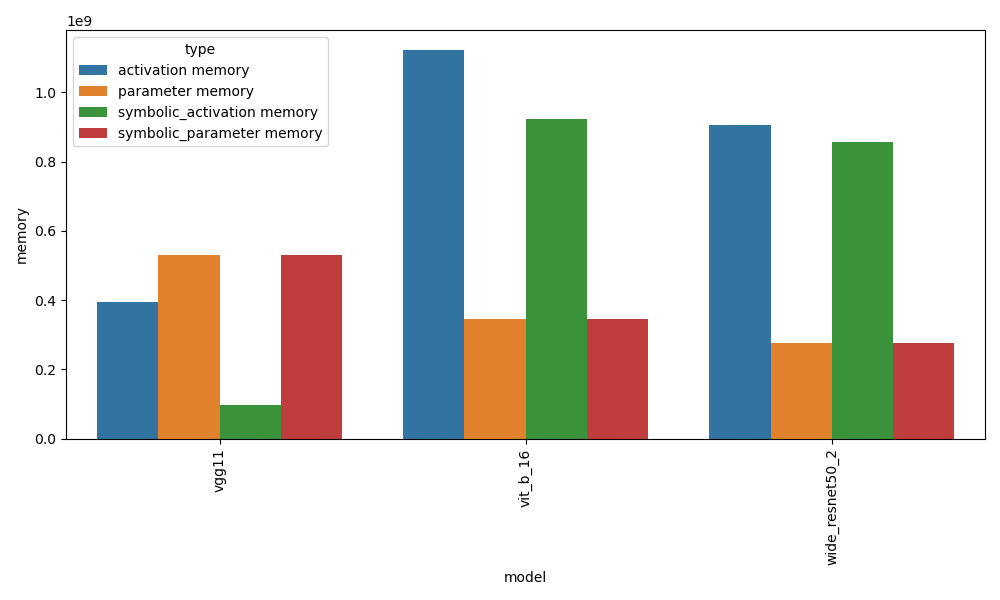 1e9
type
activation memory
parameter memory
symbolic_activation memory
symbolic_parameter memory
1.0
0.8
0.6
0.4
0.2
0.0
memory
vgg11
vit_b_16
wide_resnet50_2
model